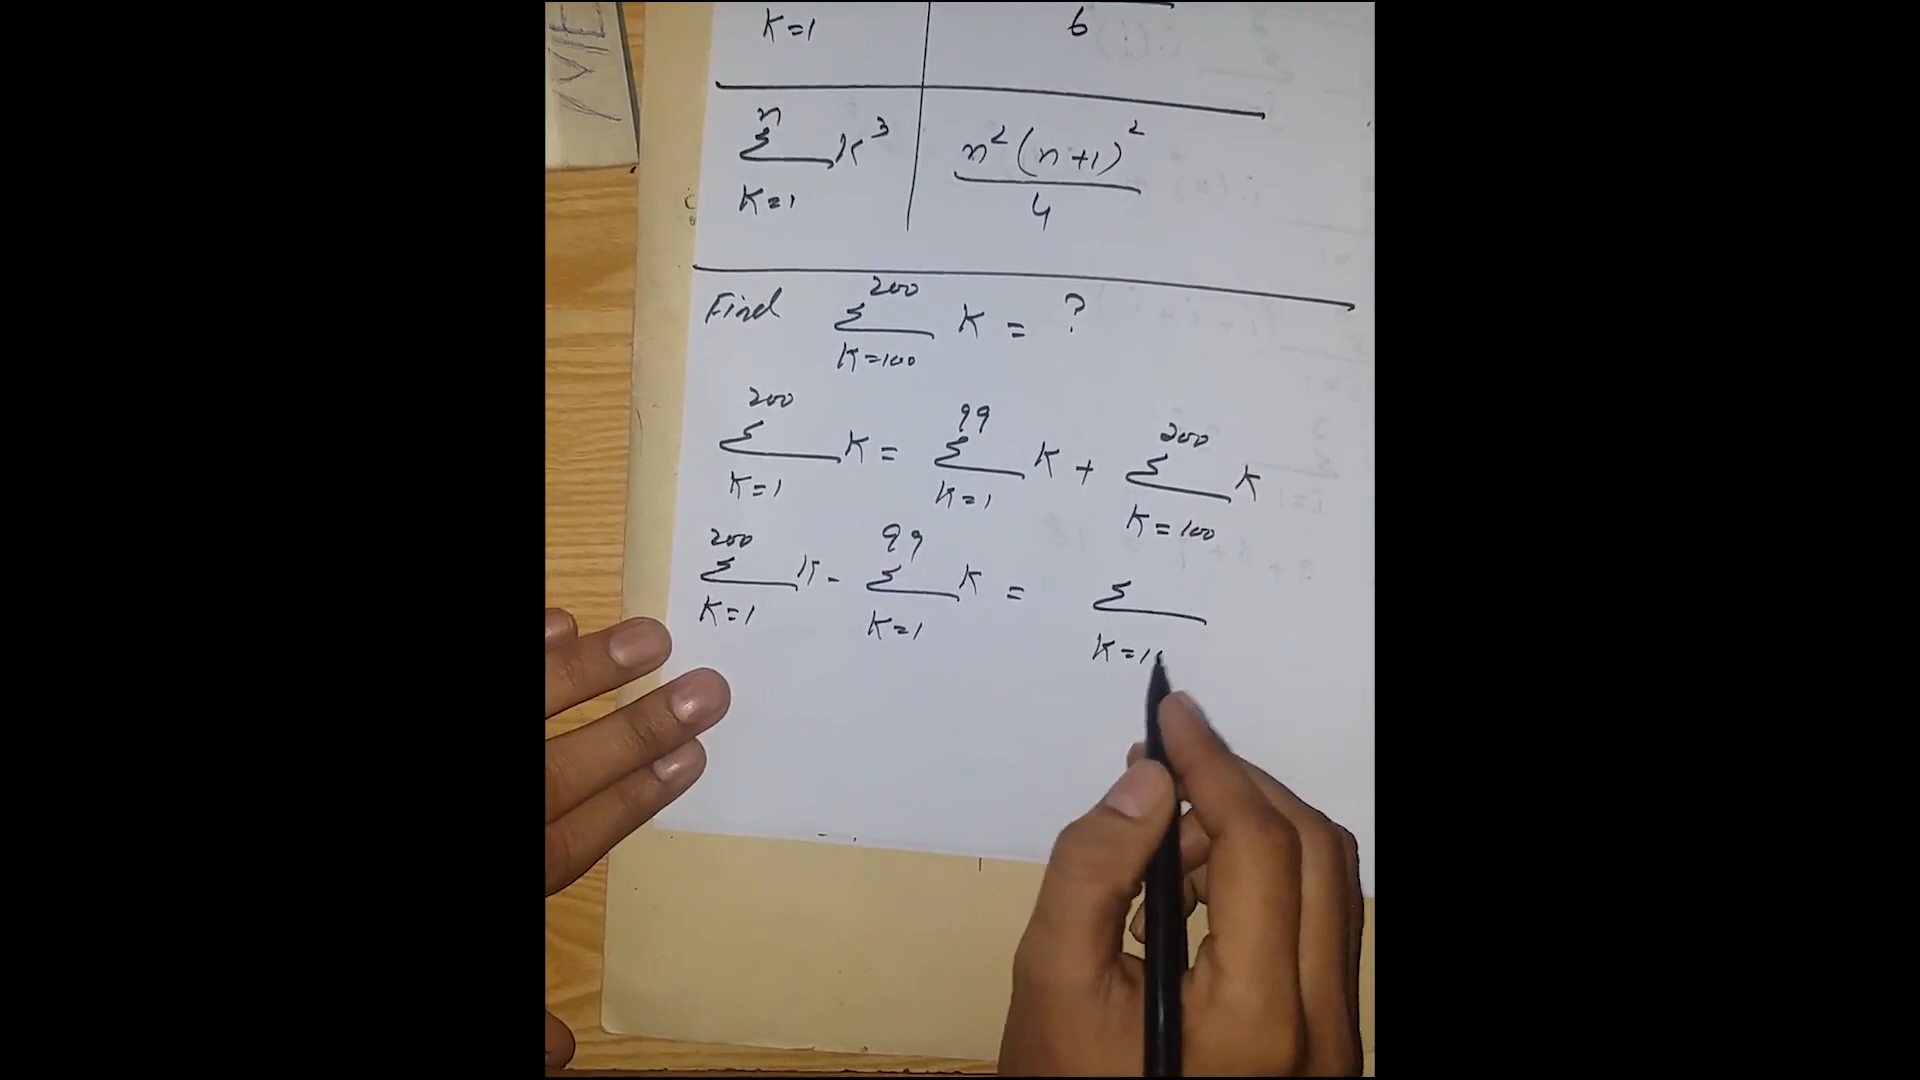 K=1 6
n
Σ K³ n²(n+1)²
K=1 4
Find 200
Σ K = ?
K=100
200 99 200
Σ K = Σ K + Σ K
K=1 K=1 K=100
200 99
Σ K - Σ K = Σ
K=1 K=1 K=1